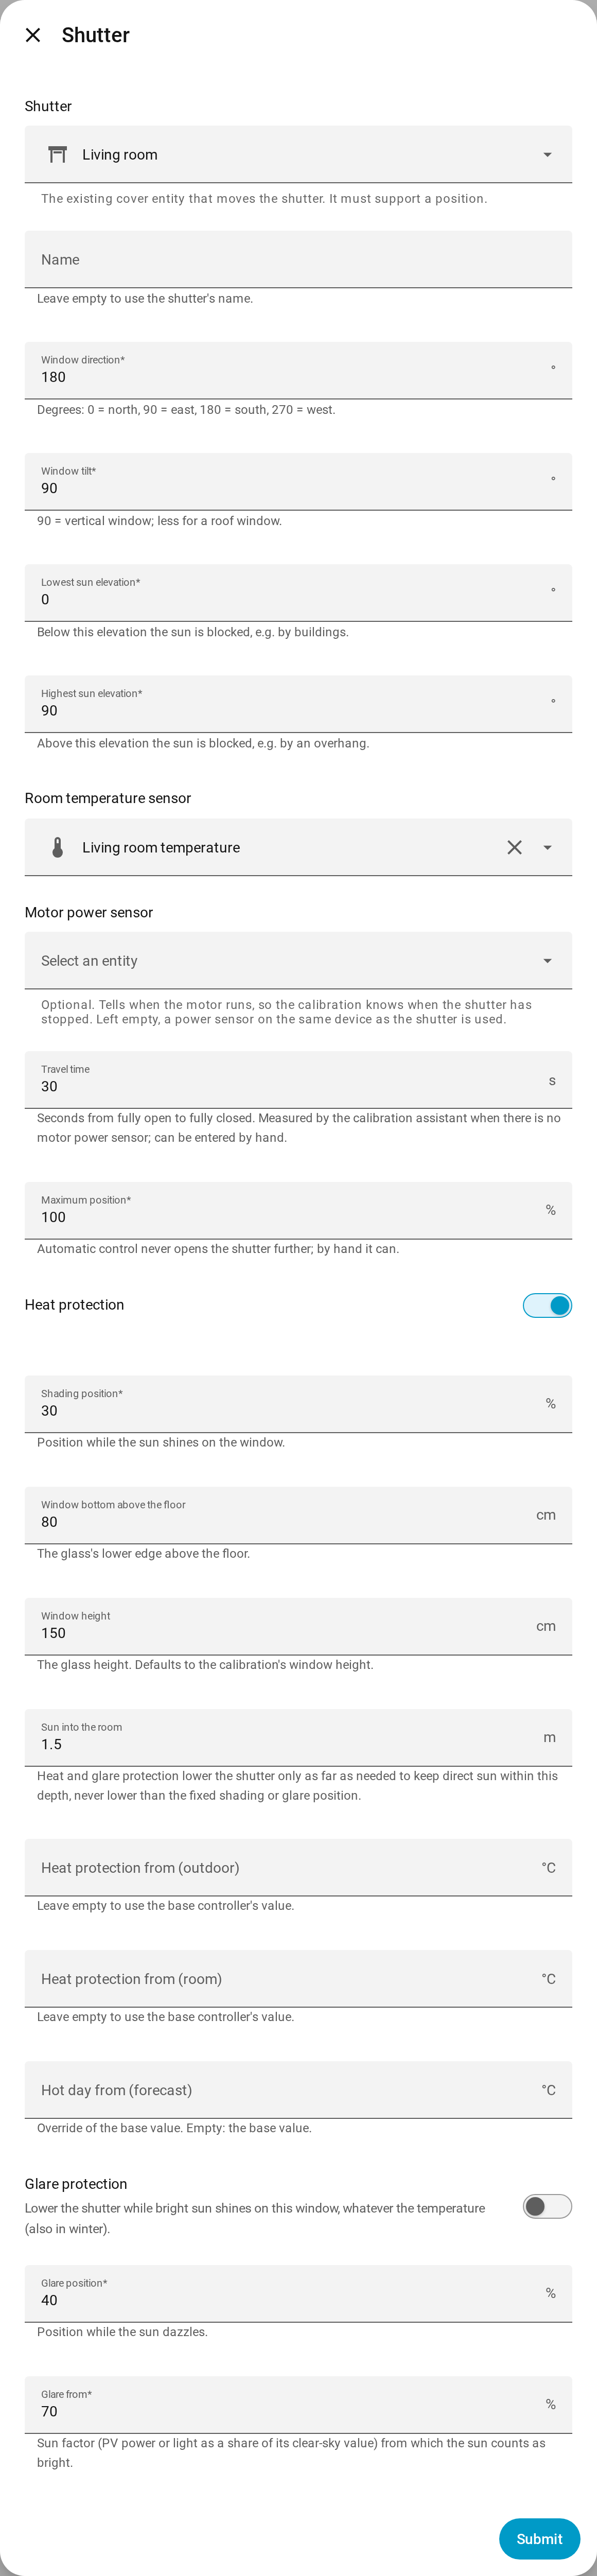 Shutter
Shutter
Living room
The existing cover entity that moves the shutter. It must support a position.
Name
Leave empty to use the shutter's name.
Window direction*
180 °
Degrees: 0 = north, 90 = east, 180 = south, 270 = west.
Window tilt*
90 °
90 = vertical window; less for a roof window.
Lowest sun elevation*
0 °
Below this elevation the sun is blocked, e.g. by buildings.
Highest sun elevation*
90 °
Above this elevation the sun is blocked, e.g. by an overhang.
Room temperature sensor
Living room temperature
Motor power sensor
Select an entity
Optional. Tells when the motor runs, so the calibration knows when the shutter has
stopped. Left empty, a power sensor on the same device as the shutter is used.
Travel time
30 s
Seconds from fully open to fully closed. Measured by the calibration assistant when there is no
motor power sensor; can be entered by hand.
Maximum position*
100 %
Automatic control never opens the shutter further; by hand it can.
Heat protection
Shading position*
30 %
Position while the sun shines on the window.
Window bottom above the floor
80 cm
The glass's lower edge above the floor.
Window height
150 cm
The glass height. Defaults to the calibration's window height.
Sun into the room
1.5 m
Heat and glare protection lower the shutter only as far as needed to keep direct sun within this
depth, never lower than the fixed shading or glare position.
Heat protection from (outdoor) °C
Leave empty to use the base controller's value.
Heat protection from (room) °C
Leave empty to use the base controller's value.
Hot day from (forecast) °C
Override of the base value. Empty: the base value.
Glare protection
Lower the shutter while bright sun shines on this window, whatever the temperature
(also in winter).
Glare position*
40 %
Position while the sun dazzles.
Glare from*
70 %
Sun factor (PV power or light as a share of its clear-sky value) from which the sun counts as
bright.
Submit